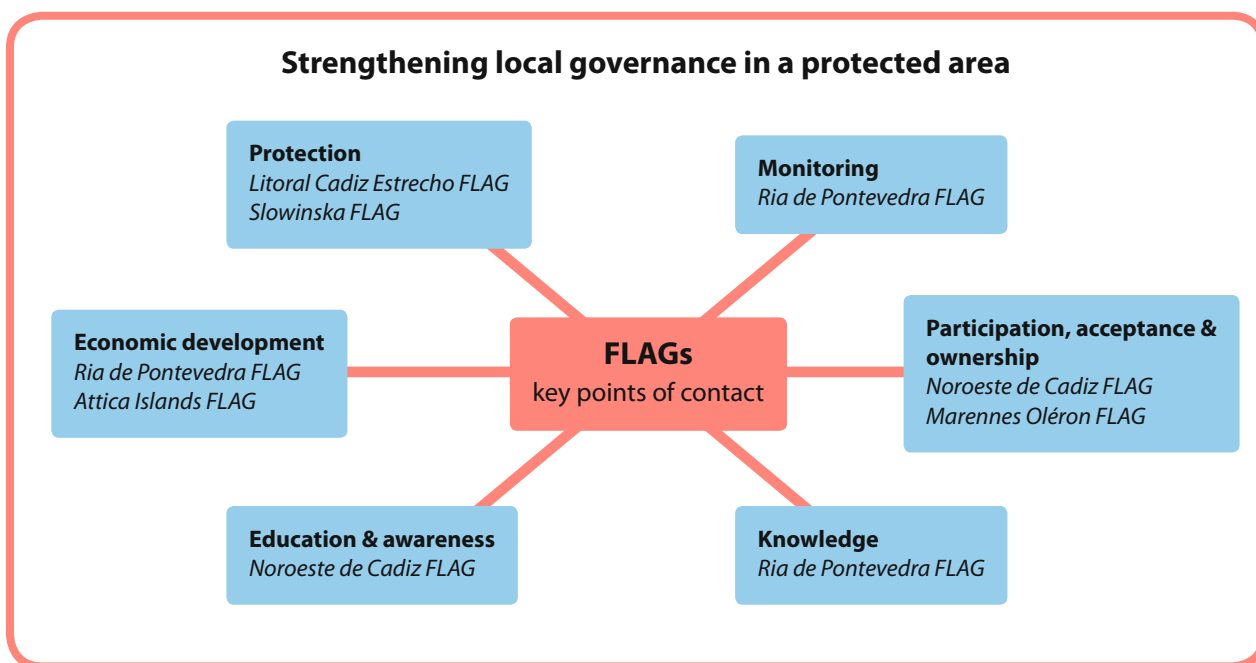 Strengthening local governance in a protected area
Protection
Litoral Cadiz Estrecho FLAG
Slowinska FLAG
Monitoring
Ria de Pontevedra FLAG
Economic development
Ria de Pontevedra FLAG
Attica Islands FLAG
FLAGs
key points of contact
Participation, acceptance &
ownership
Noroeste de Cadiz FLAG
Marennes Oléron FLAG
Education & awareness
Noroeste de Cadiz FLAG
Knowledge
Ria de Pontevedra FLAG